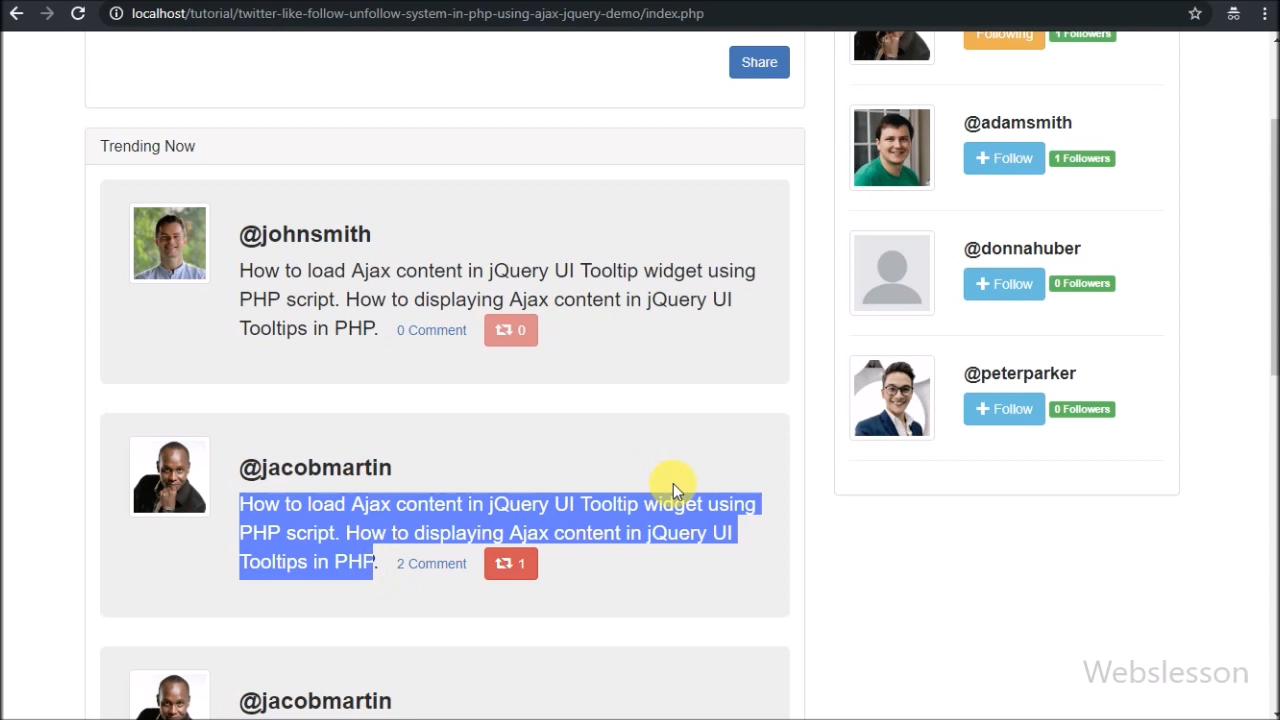 localhost/tutorial/twitter-like-follow-unfollow-system-in-php-using-ajax-jquery-demo/index.php
Share
Trending Now
@johnsmith
How to load Ajax content in jQuery UI Tooltip widget using
PHP script. How to displaying Ajax content in jQuery UI
Tooltips in PHP. 0 Comment 0
@jacobmartin
How to load Ajax content in jQuery UI Tooltip widget using
PHP script. How to displaying Ajax content in jQuery UI
Tooltips in PHP. 2 Comment 1
@jacobmartin
Following 1 Followers
@adamsmith
Follow 1 Followers
@donnahuber
Follow 0 Followers
@peterparker
Follow 0 Followers
Webslesson